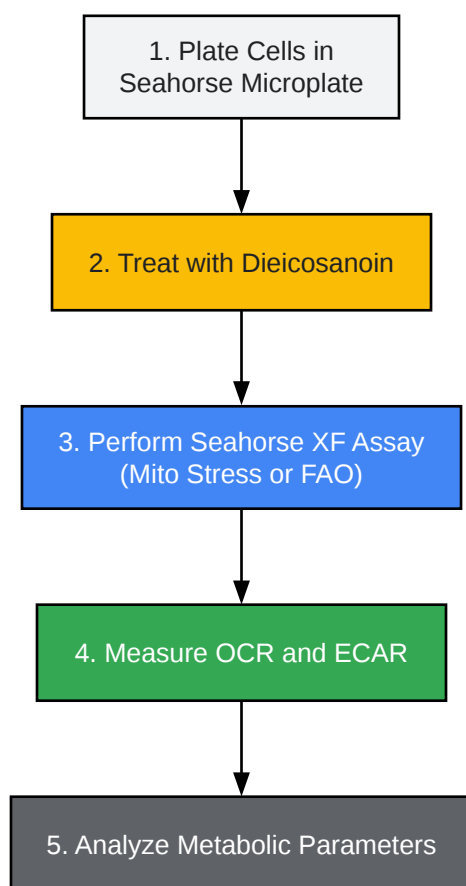 1. Plate Cells in
Seahorse Microplate
2. Treat with Dieicosanoin
3. Perform Seahorse XF Assay
(Mito Stress or FAO)
4. Measure OCR and ECAR
5. Analyze Metabolic Parameters